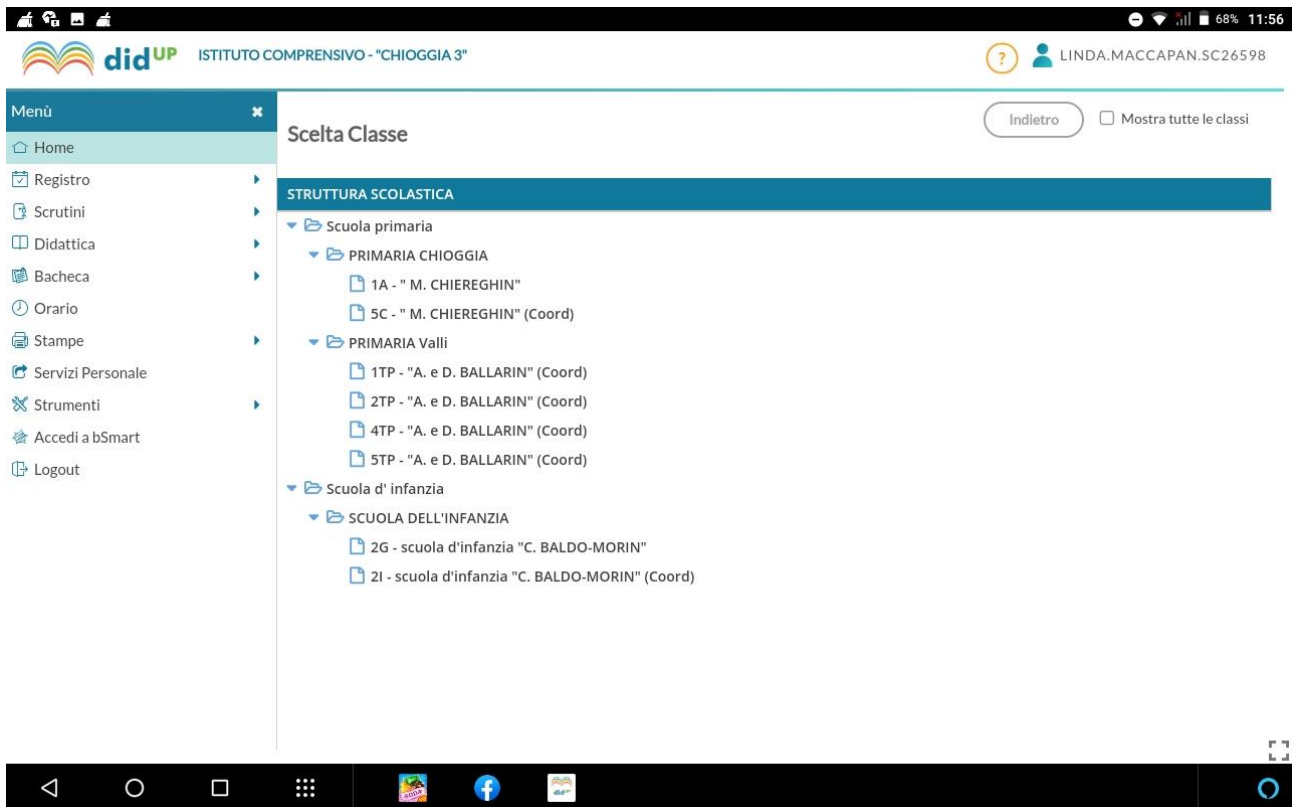 68% 11:56
didUP ISTITUTO COMPRENSIVO - "CHIOGGIA 3"
? LINDA.MACCAPAN.SC26598
Menù
Home
Registro
Scrutini
Didattica
Bacheca
Orario
Stampe
Servizi Personale
Strumenti
Accedi a bSmart
Logout
Scelta Classe
Indietro
Mostra tutte le classi
STRUTTURA SCOLASTICA
Scuola primaria
PRIMARIA CHIOGGIA
1A - " M. CHIEREGHIN"
5C - " M. CHIEREGHIN" (Coord)
PRIMARIA Valli
1TP - "A. e D. BALLARIN" (Coord)
2TP - "A. e D. BALLARIN" (Coord)
4TP - "A. e D. BALLARIN" (Coord)
5TP - "A. e D. BALLARIN" (Coord)
Scuola d' infanzia
SCUOLA DELL'INFANZIA
2G - scuola d'infanzia "C. BALDO-MORIN"
2I - scuola d'infanzia "C. BALDO-MORIN" (Coord)
SODA
didUP